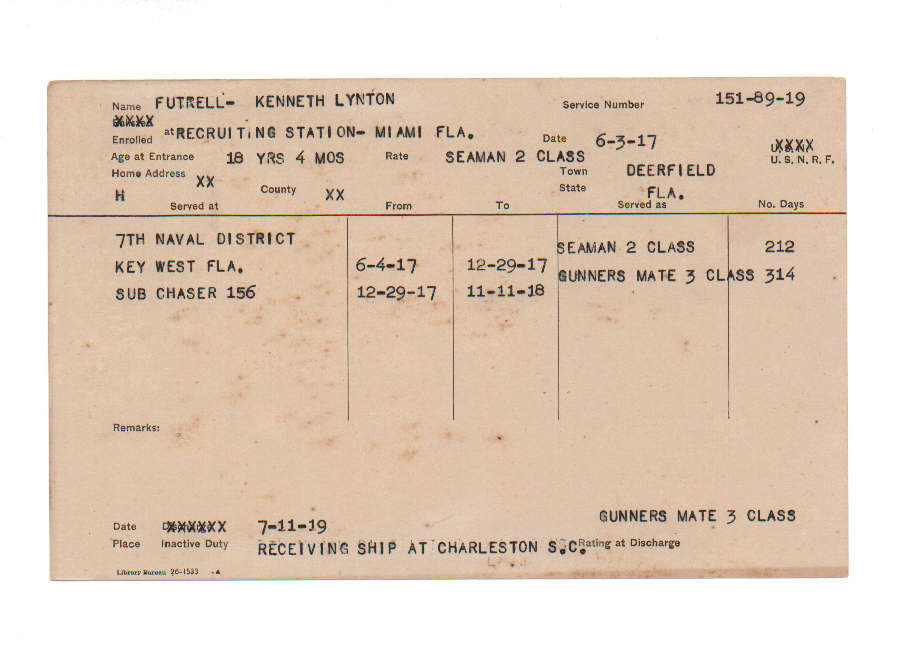 Name FUTRELL- KENNETH LYNTON Service Number 151-89-19
XXXX
Enrolled at RECRUITING STATION- MIAMI FLA. Date 6-3-17 XXXX
Age at Entrance 18 YRS 4 MOS Rate SEAMAN 2 CLASS U. S. N. R. F.
Home Address XX Town DEERFIELD
H County XX State FLA.
Served at From To Served as No. Days
7TH NAVAL DISTRICT SEAMAN 2 CLASS 212
KEY WEST FLA. 6-4-17 12-29-17 GUNNERS MATE 3 CLASS 314
SUB CHASER 156 12-29-17 11-11-18
Remarks:
GUNNERS MATE 3 CLASS
Date XXXXXX 7-11-19
Place Inactive Duty RECEIVING SHIP AT CHARLESTON S.C. Rating at Discharge
Library Bureau 26-1533